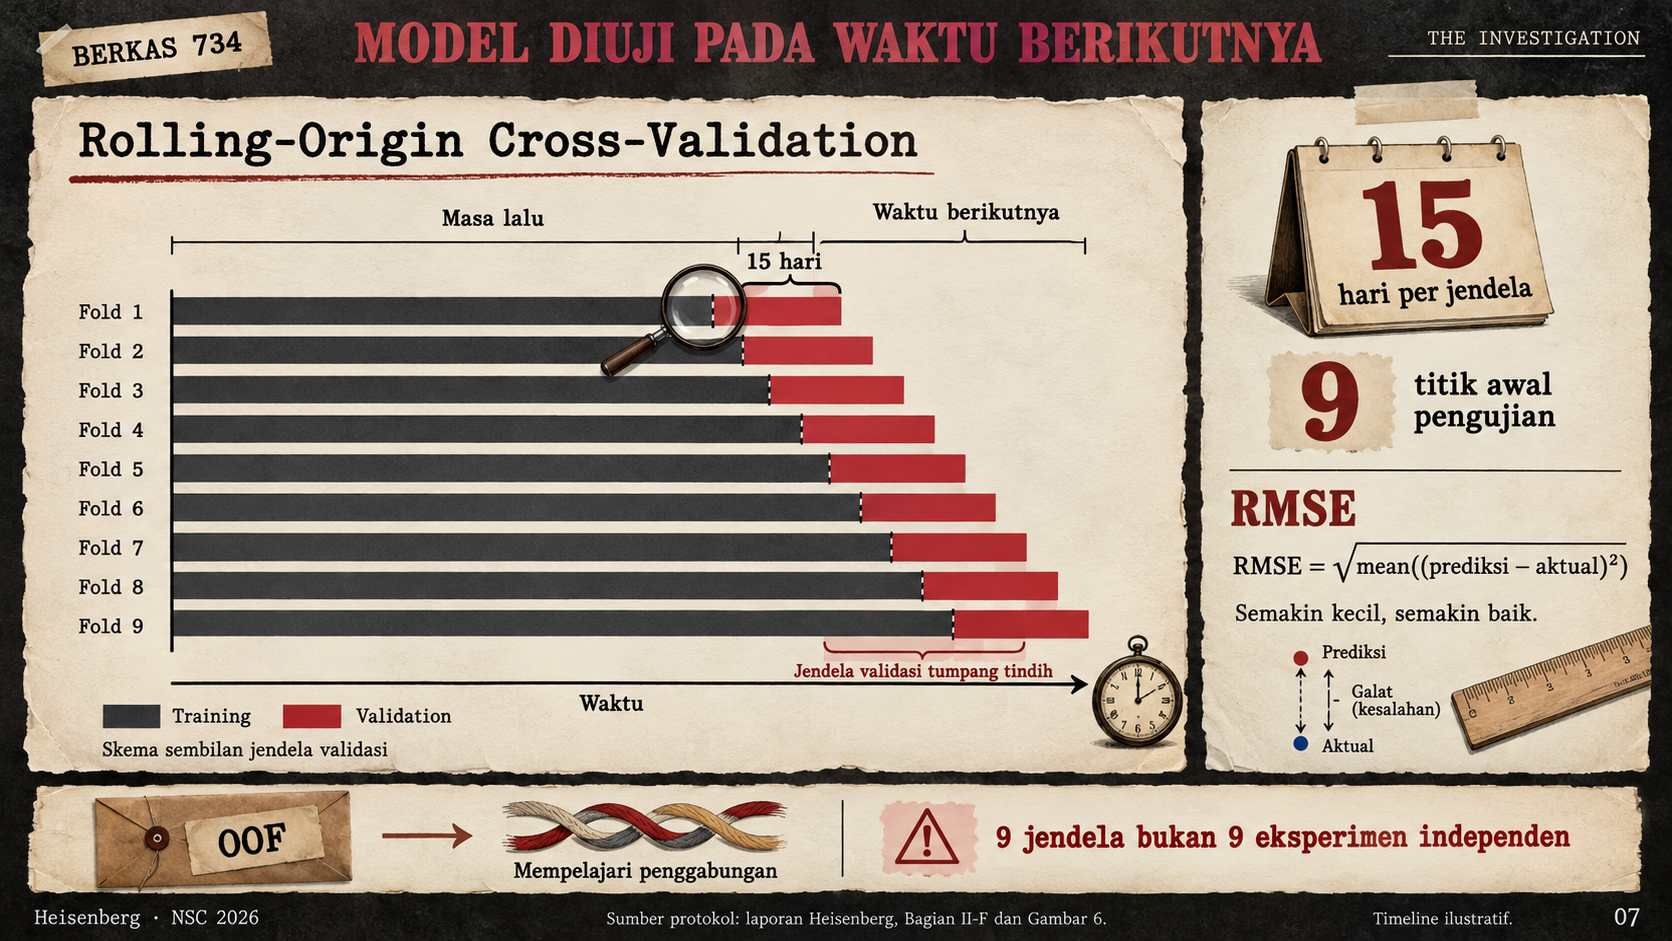 BERKAS 734
MODEL DIUJI PADA WAKTU BERIKUTNYA
THE INVESTIGATION
Rolling-Origin Cross-Validation
Masa lalu
Waktu berikutnya
15 hari
Fold 1
Fold 2
Fold 3
Fold 4
Fold 5
Fold 6
Fold 7
Fold 8
Fold 9
Jendela validasi tumpang tindih
Waktu
Training
Validation
Skema sembilan jendela validasi
15
hari per jendela
9
titik awal
pengujian
RMSE
RMSE = √mean((prediksi – aktual)²)
Semakin kecil, semakin baik.
Prediksi
Galat
(kesalahan)
Aktual
OOF
Mempelajari penggabungan
9 jendela bukan 9 eksperimen independen
Heisenberg · NSC 2026
Sumber protokol: laporan Heisenberg, Bagian II-F dan Gambar 6.
Timeline ilustratif.
07